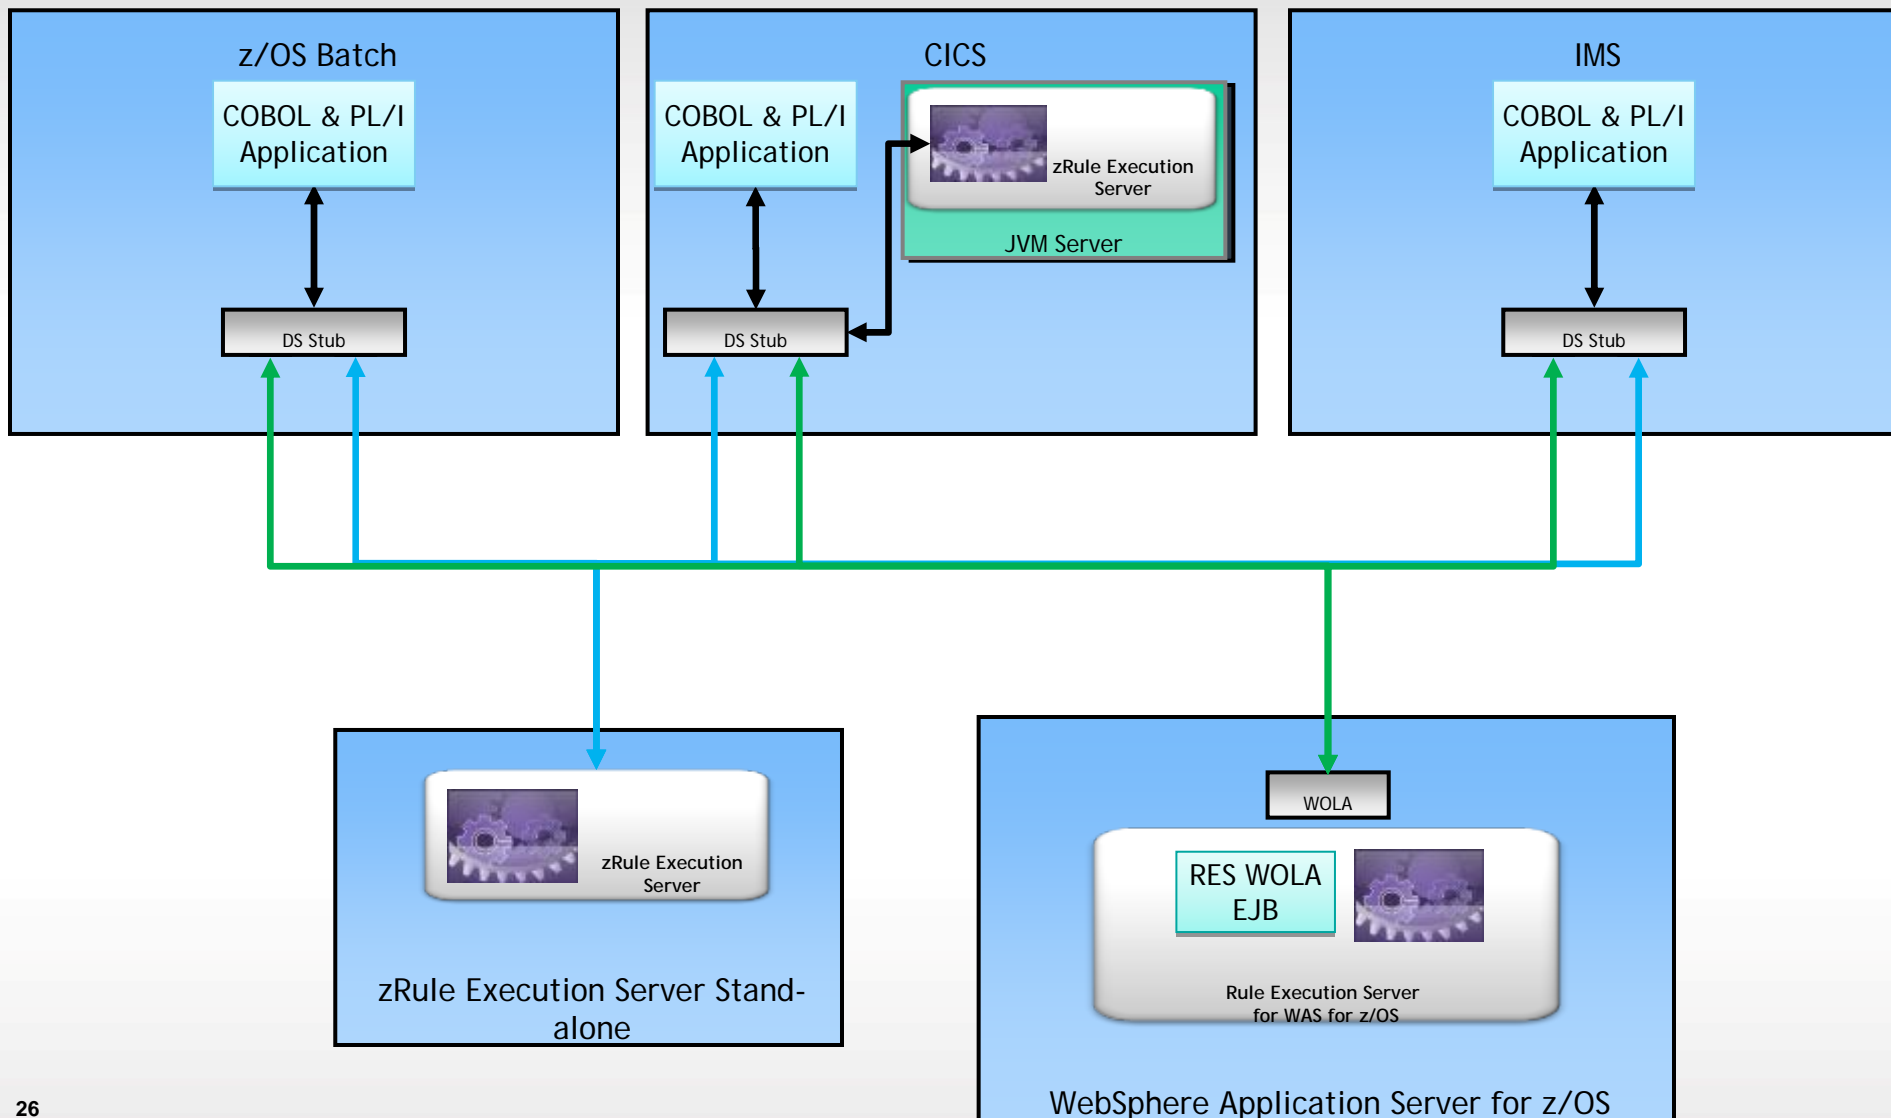 z/OS Batch
COBOL & PL/I
Application
DS Stub
CICS
COBOL & PL/I
Application
zRule Execution
Server
JVM Server
DS Stub
IMS
COBOL & PL/I
Application
DS Stub
zRule Execution
Server
zRule Execution Server Stand-
alone
WOLA
RES WOLA
EJB
Rule Execution Server
for WAS for z/OS
WebSphere Application Server for z/OS
26